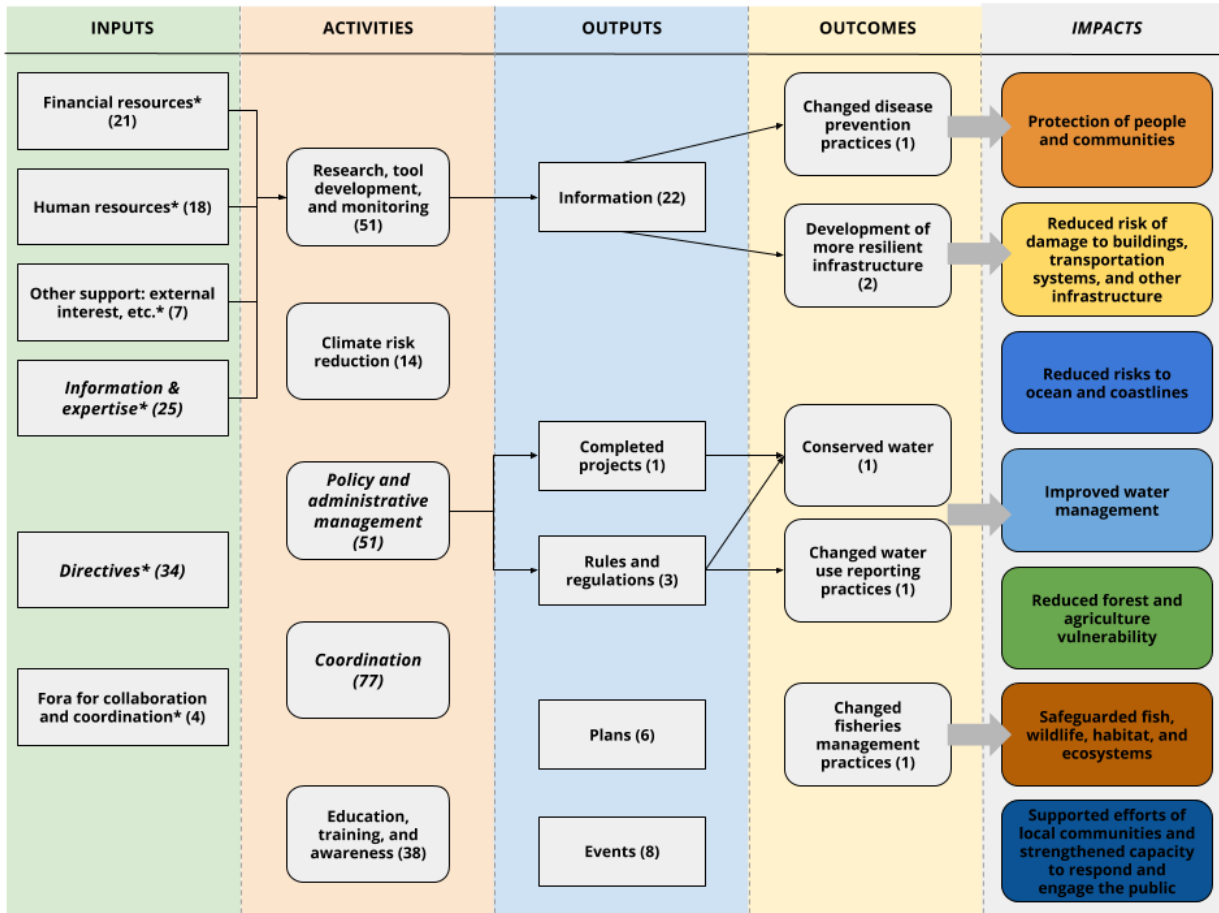 INPUTS
ACTIVITIES
OUTPUTS
OUTCOMES
IMPACTS
Financial resources*
(21)
Human resources* (18)
Other support: external
interest, etc.* (7)
Information &
expertise* (25)
Directives* (34)
Fora for collaboration
and coordination* (4)
Research, tool
development,
and monitoring
(51)
Climate risk
reduction (14)
Policy and
administrative
management
(51)
Coordination
(77)
Education,
training, and
awareness (38)
Information (22)
Completed
projects (1)
Rules and
regulations (3)
Plans (6)
Events (8)
Changed disease
prevention
practices (1)
Development of
more resilient
infrastructure
(2)
Conserved water
(1)
Changed water
use reporting
practices (1)
Changed
fisheries
management
practices (1)
Protection of people
and communities
Reduced risk of
damage to buildings,
transportation
systems, and other
infrastructure
Reduced risks to
ocean and coastlines
Improved water
management
Reduced forest and
agriculture
vulnerability
Safeguarded fish,
wildlife, habitat, and
ecosystems
Supported efforts of
local communities and
strengthened capacity
to respond and
engage the public